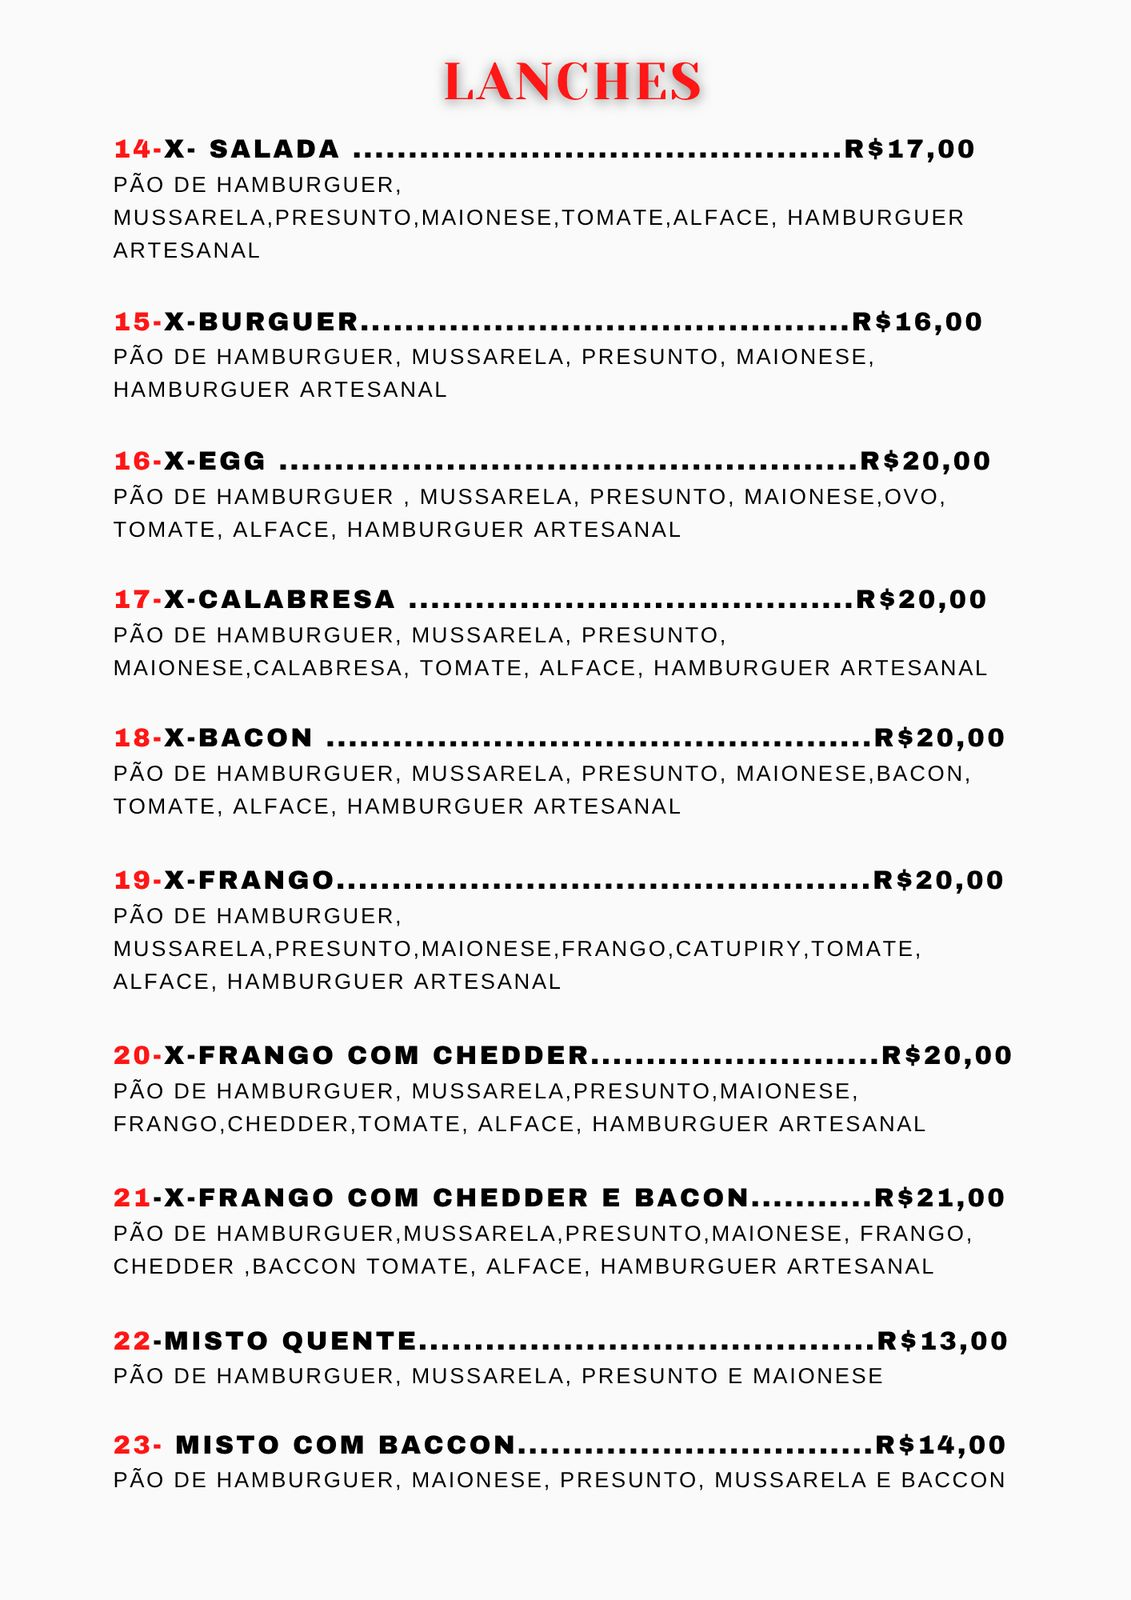 LANCHES
14-X- SALADA ............................................R$17,00
PÃO DE HAMBURGUER,
MUSSARELA,PRESUNTO,MAIONESE,TOMATE,ALFACE, HAMBURGUER
ARTESANAL
15-X-BURGUER............................................R$16,00
PÃO DE HAMBURGUER, MUSSARELA, PRESUNTO, MAIONESE,
HAMBURGUER ARTESANAL
16-X-EGG ....................................................R$20,00
PÃO DE HAMBURGUER , MUSSARELA, PRESUNTO, MAIONESE,OVO,
TOMATE, ALFACE, HAMBURGUER ARTESANAL
17-X-CALABRESA ........................................R$20,00
PÃO DE HAMBURGUER, MUSSARELA, PRESUNTO,
MAIONESE,CALABRESA, TOMATE, ALFACE, HAMBURGUER ARTESANAL
18-X-BACON .................................................R$20,00
PÃO DE HAMBURGUER, MUSSARELA, PRESUNTO, MAIONESE,BACON,
TOMATE, ALFACE, HAMBURGUER ARTESANAL
19-X-FRANGO................................................R$20,00
PÃO DE HAMBURGUER,
MUSSARELA,PRESUNTO,MAIONESE,FRANGO,CATUPIRY,TOMATE,
ALFACE, HAMBURGUER ARTESANAL
20-X-FRANGO COM CHEDDER..........................R$20,00
PÃO DE HAMBURGUER, MUSSARELA,PRESUNTO,MAIONESE,
FRANGO,CHEDDER,TOMATE, ALFACE, HAMBURGUER ARTESANAL
21-X-FRANGO COM CHEDDER E BACON...........R$21,00
PÃO DE HAMBURGUER,MUSSARELA,PRESUNTO,MAIONESE, FRANGO,
CHEDDER ,BACCON TOMATE, ALFACE, HAMBURGUER ARTESANAL
22-MISTO QUENTE.........................................R$13,00
PÃO DE HAMBURGUER, MUSSARELA, PRESUNTO E MAIONESE
23- MISTO COM BACCON................................R$14,00
PÃO DE HAMBURGUER, MAIONESE, PRESUNTO, MUSSARELA E BACCON